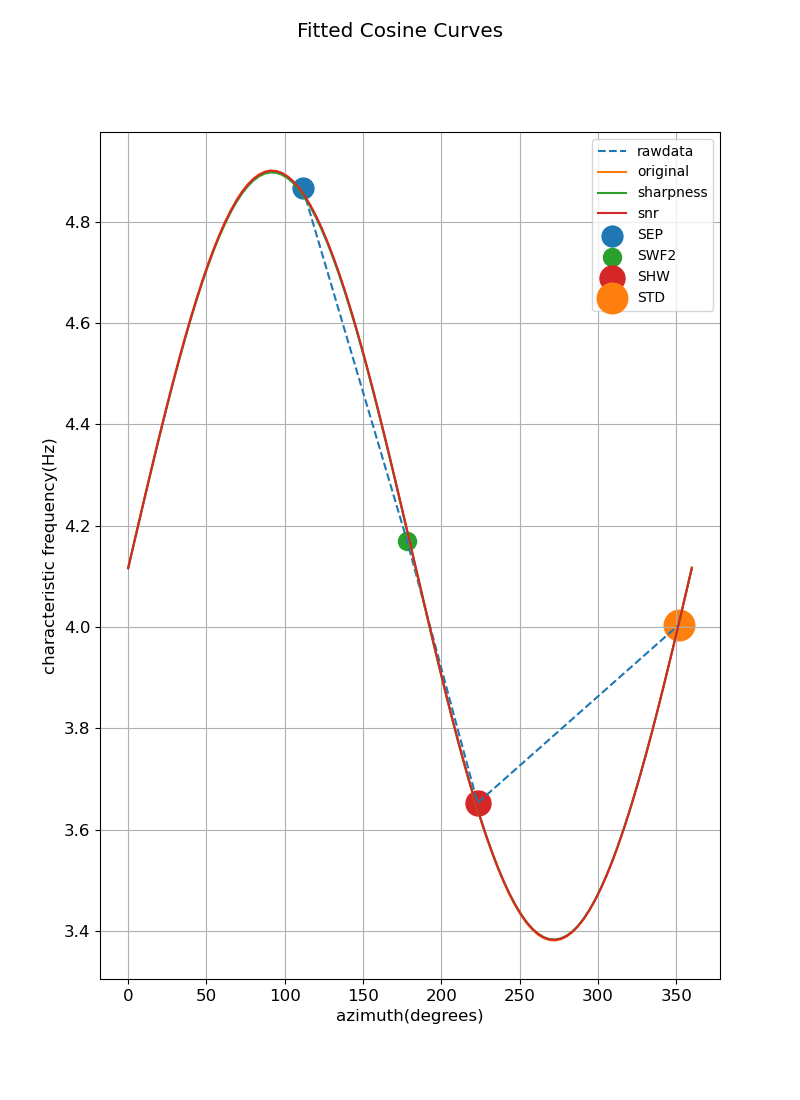 Fitted Cosine Curves
rawdata
original
sharpness
snr
SEP
SWF2
SHW
STD
4.8
4.6
4.4
4.2
4.0
3.8
3.6
3.4
characteristic frequency(Hz)
0 50 100 150 200 250 300 350
azimuth(degrees)